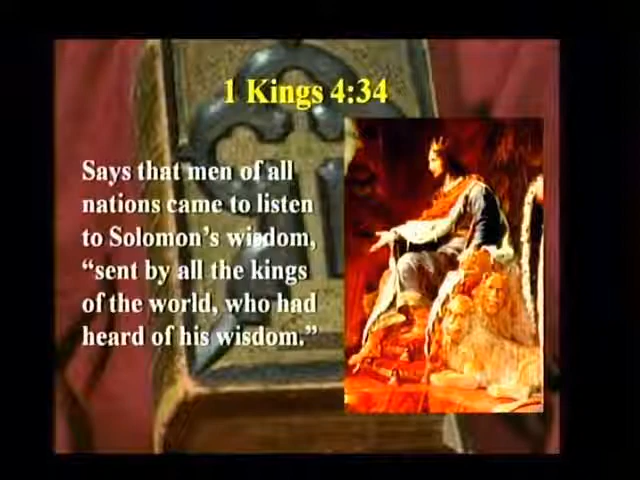 1 Kings 4:34
Says that men of all
nations came to listen
to Solomon's wisdom,
“sent by all the kings
of the world, who had
heard of his wisdom.”